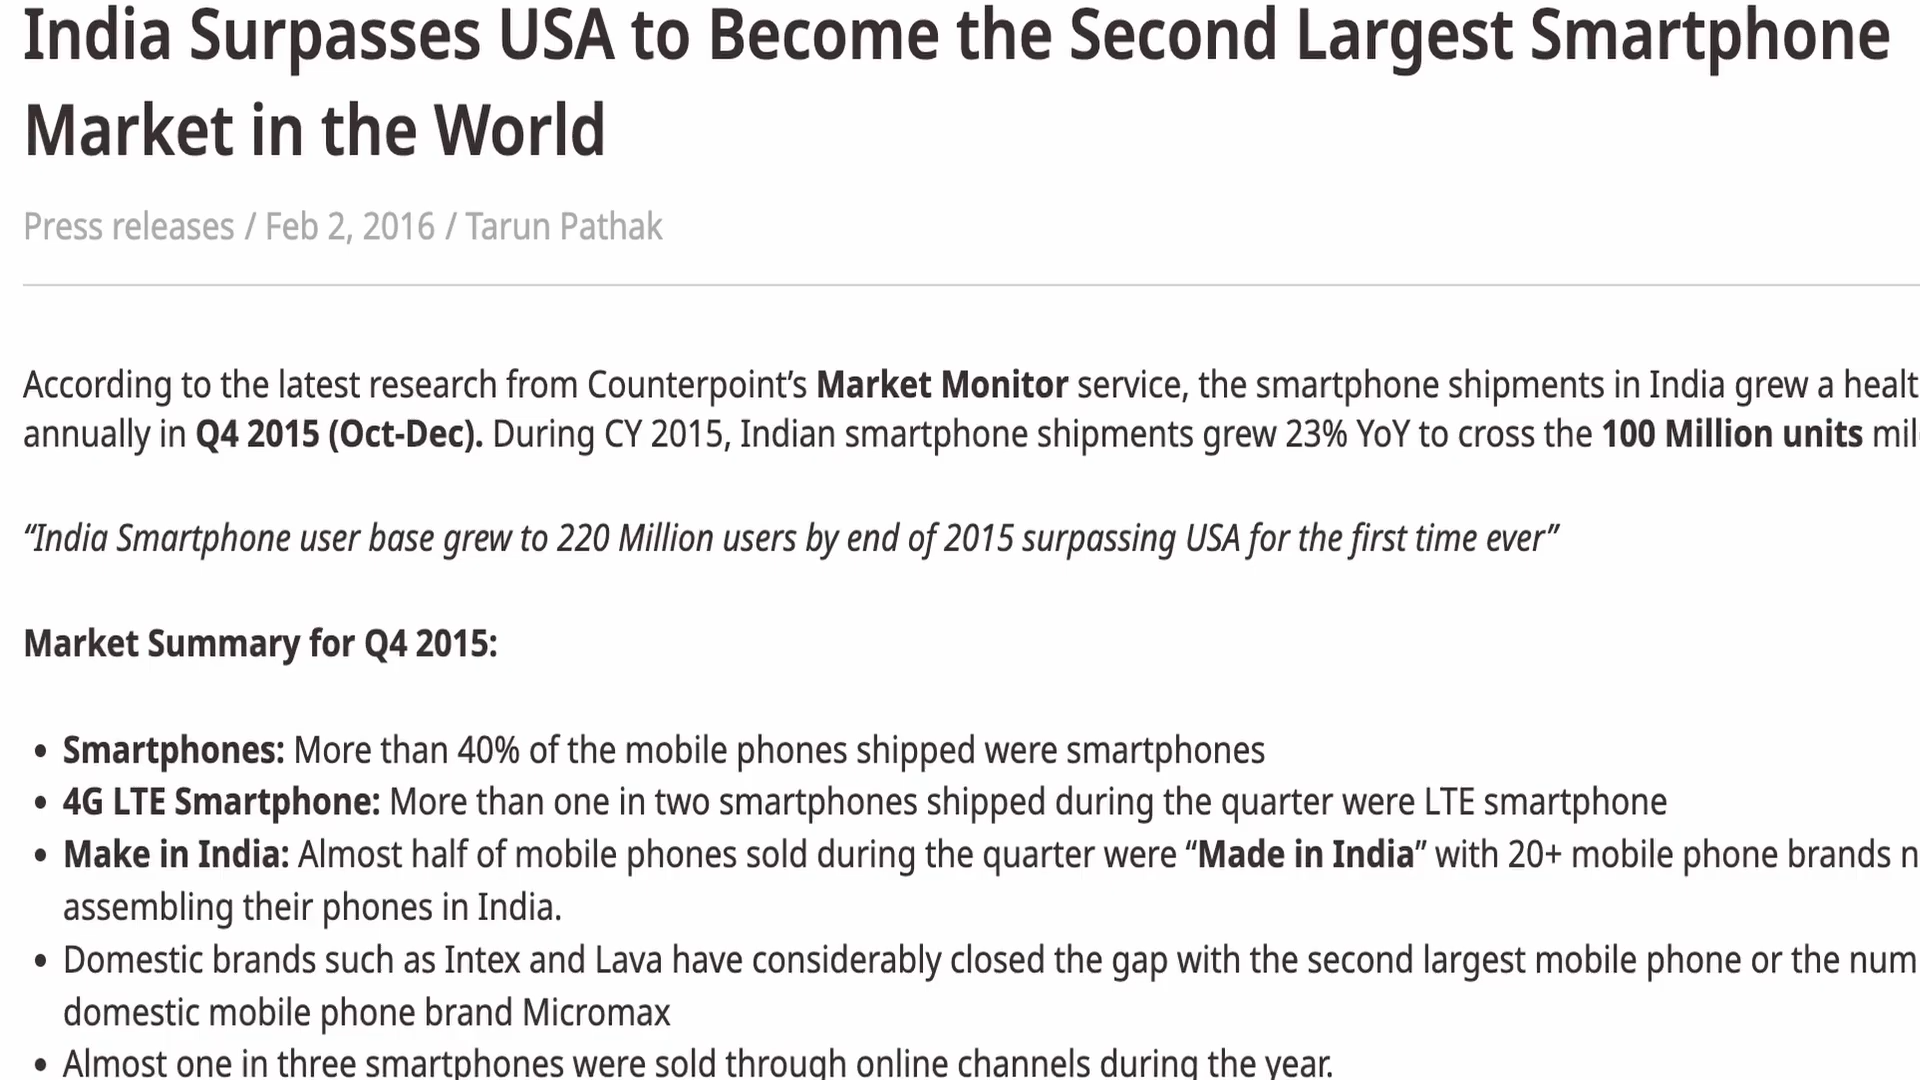 India Surpasses USA to Become the Second Largest Smartphone
Market in the World
Press releases / Feb 2, 2016 / Tarun Pathak
According to the latest research from Counterpoint’s Market Monitor service, the smartphone shipments in India grew a
annually in Q4 2015 (Oct-Dec). During CY 2015, Indian smartphone shipments grew 23% YoY to cross the 100 Million units
“India Smartphone user base grew to 220 Million users by end of 2015 surpassing USA for the first time ever”
Market Summary for Q4 2015:
• Smartphones: More than 40% of the mobile phones shipped were smartphones
• 4G LTE Smartphone: More than one in two smartphones shipped during the quarter were LTE smartphone
• Make in India: Almost half of mobile phones sold during the quarter were “Made in India” with 20+ mobile phone brands
assembling their phones in India.
• Domestic brands such as Intex and Lava have considerably closed the gap with the second largest mobile phone or the
domestic mobile phone brand Micromax
• Almost one in three smartphones were sold through online channels during the year.